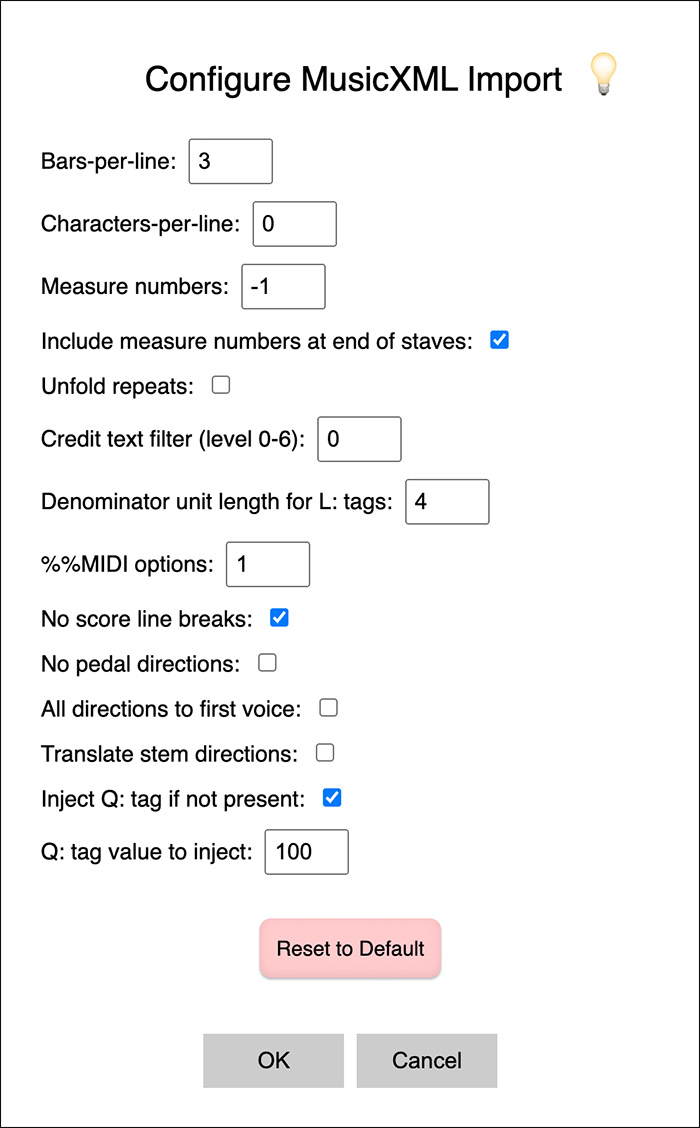 Configure MusicXML Import
Bars-per-line: 3
Characters-per-line: 0
Measure numbers: -1
Include measure numbers at end of staves:
Unfold repeats:
Credit text filter (level 0-6): 0
Denominator unit length for L: tags: 4
%%MIDI options: 1
No score line breaks:
No pedal directions:
All directions to first voice:
Translate stem directions:
Inject Q: tag if not present:
Q: tag value to inject: 100
Reset to Default
OK Cancel